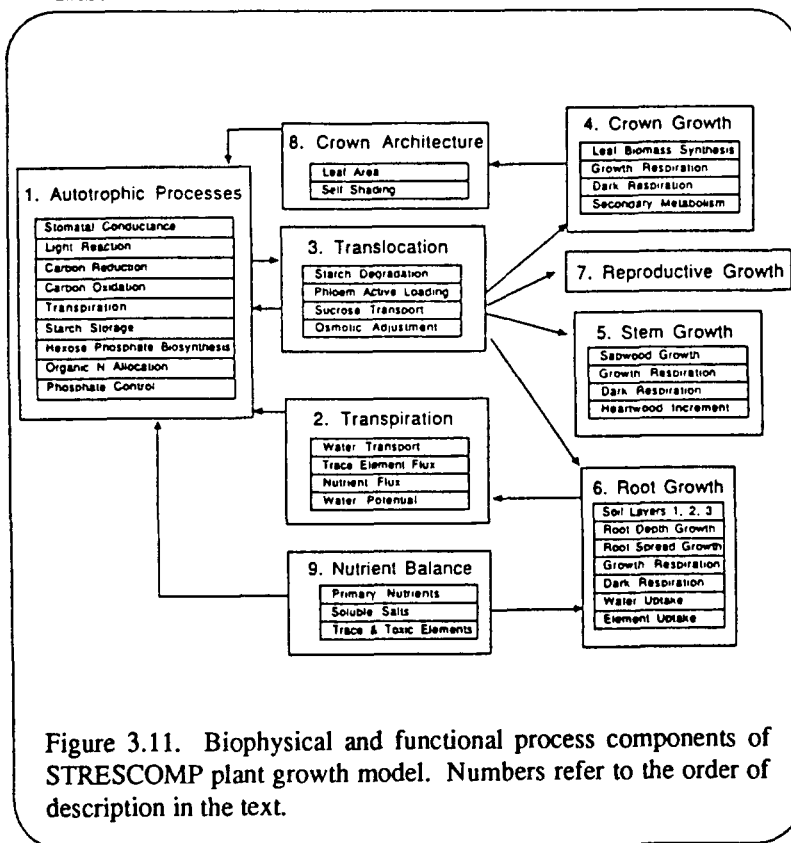 8. Crown Architecture
Leaf Area
Self Shading
4. Crown Growth
Leaf Biomass Synthesis
Growth Respiration
Dark Respiration
Secondary Metabolism
1. Autotrophic Processes
Stomatal Conductance
Light Reaction
Carbon Reduction
Carbon Oxidation
Transpiration
Starch Storage
Hexose Phosphate Biosynthesis
Organic N Allocation
Phosphate Control
3. Translocation
Starch Degradation
Phloem Active Loading
Sucrose Transport
Osmotic Adjustment
7. Reproductive Growth
5. Stem Growth
Sapwood Growth
Growth Respiration
Dark Respiration
Heartwood Increment
2. Transpiration
Water Transport
Trace Element Flux
Nutrient Flux
Water Potential
6. Root Growth
Soil Layers 1, 2, 3
Root Depth Growth
Root Spread Growth
Growth Respiration
Dark Respiration
Water Uptake
Element Uptake
9. Nutrient Balance
Primary Nutrients
Soluble Salts
Trace & Toxic Elements
Figure 3.11. Biophysical and functional process components of
STRESCOMP plant growth model. Numbers refer to the order of
description in the text.